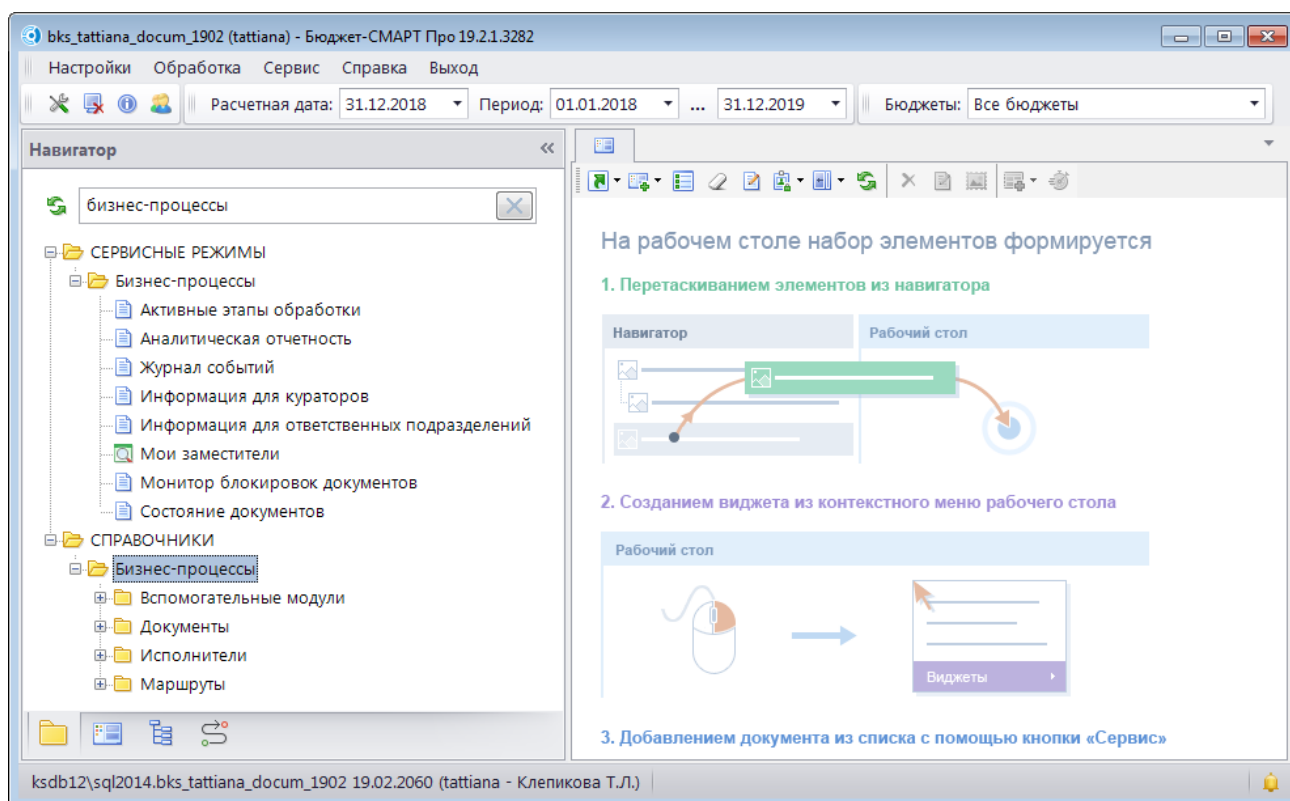 bks_tattiana_docum_1902 (tattiana) - Бюджет-СМАРТ Про 19.2.1.3282
Настройки Обработка Сервис Справка Выход
Расчетная дата: 31.12.2018 Период: 01.01.2018 ... 31.12.2019 Бюджеты: Все бюджеты
Навигатор
бизнес-процессы
СЕРВИСНЫЕ РЕЖИМЫ
Бизнес-процессы
Активные этапы обработки
Аналитическая отчетность
Журнал событий
Информация для кураторов
Информация для ответственных подразделений
Мои заместители
Монитор блокировок документов
Состояние документов
СПРАВОЧНИКИ
Бизнес-процессы
Вспомогательные модули
Документы
Исполнители
Маршруты
На рабочем столе набор элементов формируется
1. Перетаскиванием элементов из навигатора
Навигатор Рабочий стол
2. Созданием виджета из контекстного меню рабочего стола
Рабочий стол
Виджеты
3. Добавлением документа из списка с помощью кнопки «Сервис»
ksdb12\sql2014.bks_tattiana_docum_1902 19.02.2060 (tattiana - Клепикова Т.Л.)